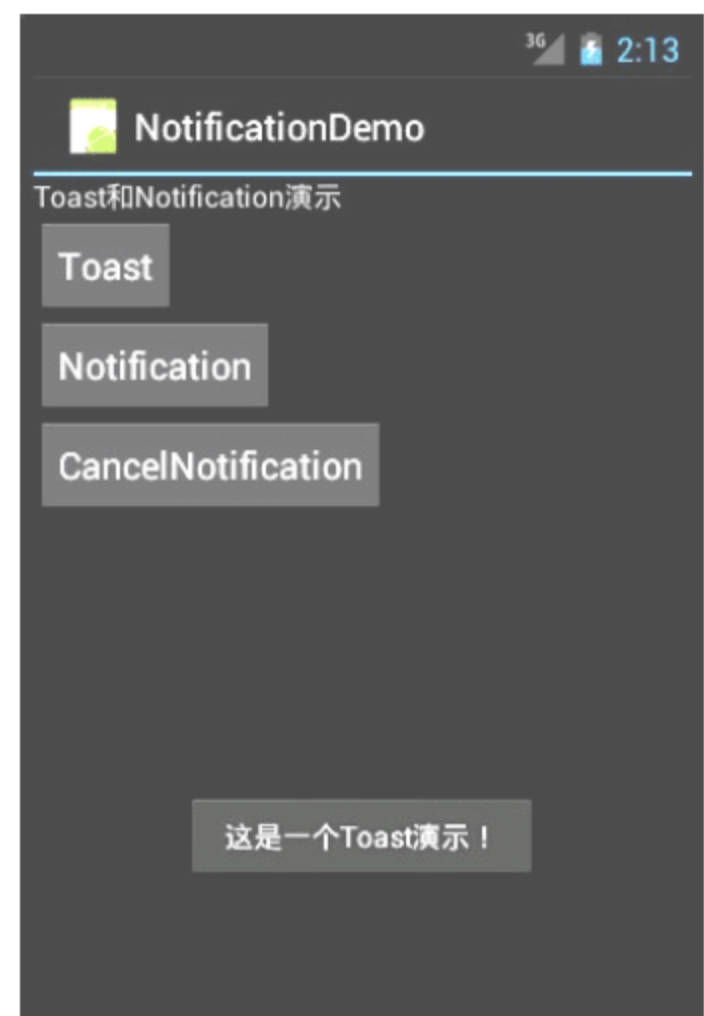 3G 2:13
NotificationDemo
Toast和Notification演示
Toast
Notification
CancelNotification
这是一个Toast演示！